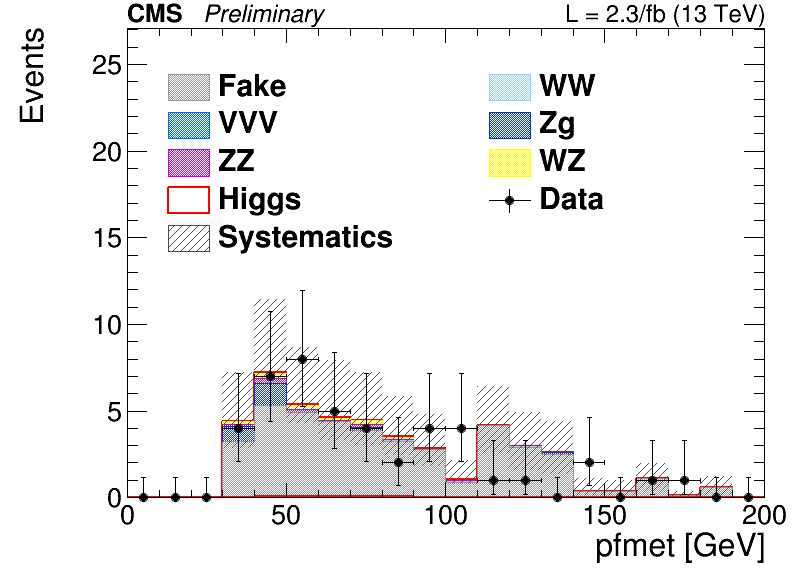 CMS Preliminary L = 2.3/fb (13 TeV)
Events
25
20
15
10
5
0
Fake WW
VVV Zg
ZZ WZ
Higgs Data
Systematics
0 50 100 150 200
pfmet [GeV]